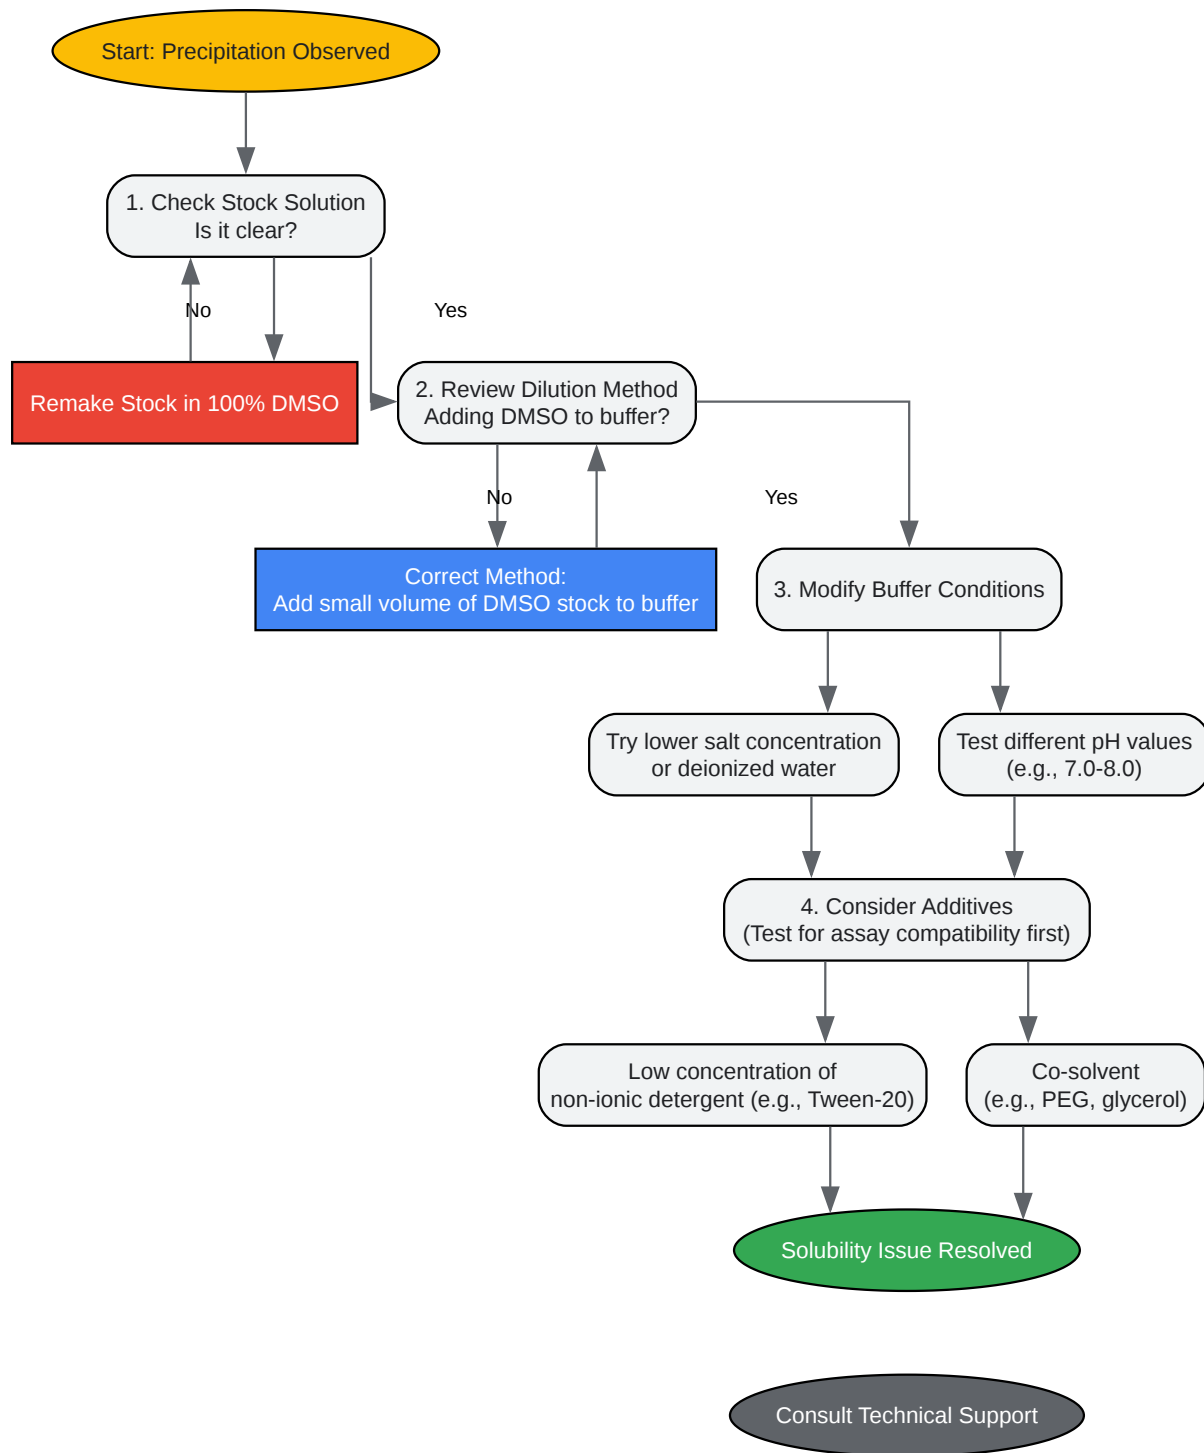 Start: Precipitation Observed
1. Check Stock Solution
Is it clear?
No
Yes
Remake Stock in 100% DMSO
2. Review Dilution Method
Adding DMSO to buffer?
No
Yes
Correct Method:
Add small volume of DMSO stock to buffer
3. Modify Buffer Conditions
Try lower salt concentration
or deionized water
Test different pH values
(e.g., 7.0-8.0)
4. Consider Additives
(Test for assay compatibility first)
Low concentration of
non-ionic detergent (e.g., Tween-20)
Co-solvent
(e.g., PEG, glycerol)
Solubility Issue Resolved
Consult Technical Support